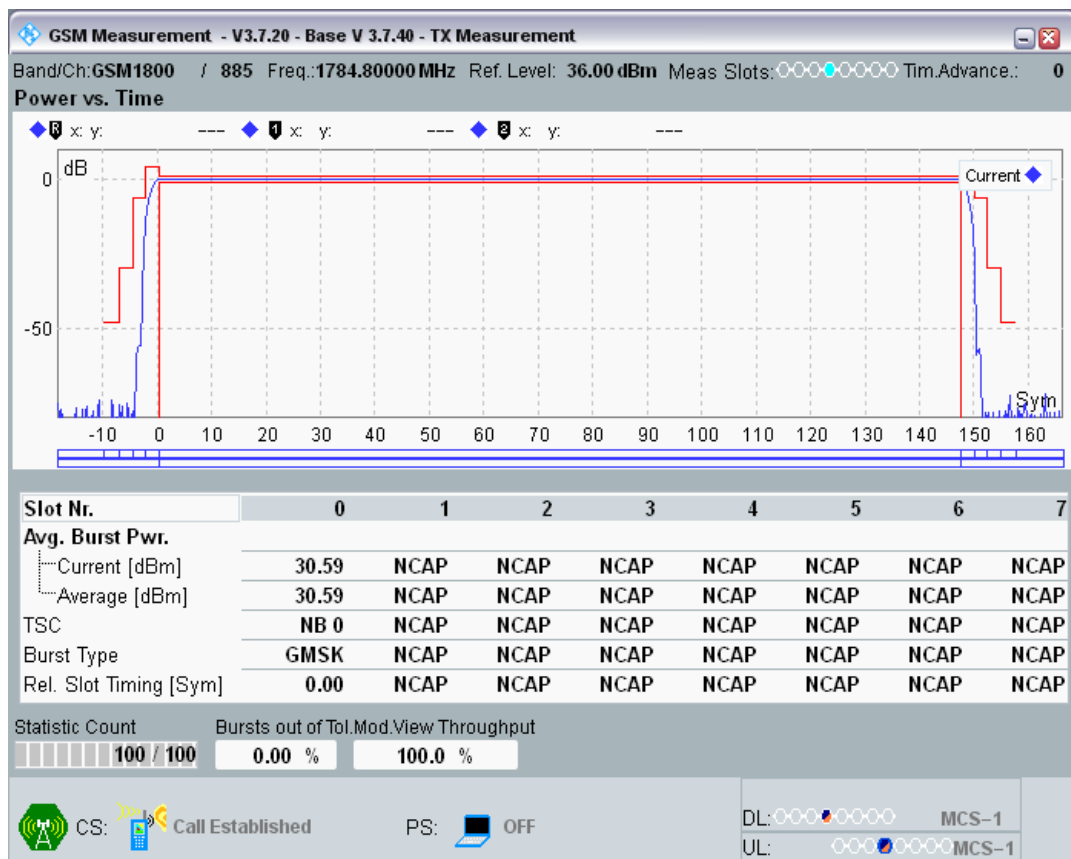 GSM Measurement - V3.7.20 - Base V 3.7.40 - TX Measurement
Band/Ch:GSM1800 / 885 Freq.:1784.80000 MHz Ref. Level: 36.00 dBm Meas Slots: Tim.Advance.: 0
Power vs. Time
R x: y: --- 1 x: y: --- 2 x: y: ---
dB
Current
0
-50
Sym
-10 0 10 20 30 40 50 60 70 80 90 100 110 120 130 140 150 160
Slot Nr. 0 1 2 3 4 5 6 7
Avg. Burst Pwr.
Current [dBm] 30.59 NCAP NCAP NCAP NCAP NCAP NCAP NCAP
Average [dBm] 30.59 NCAP NCAP NCAP NCAP NCAP NCAP NCAP
TSC NB 0 NCAP NCAP NCAP NCAP NCAP NCAP NCAP
Burst Type GMSK NCAP NCAP NCAP NCAP NCAP NCAP NCAP
Rel. Slot Timing [Sym] 0.00 NCAP NCAP NCAP NCAP NCAP NCAP NCAP
Statistic Count Bursts out of Tol. Mod.View Throughput
100 / 100 0.00 % 100.0 %
CS: Call Established PS: OFF
DL: MCS-1
UL: MCS-1